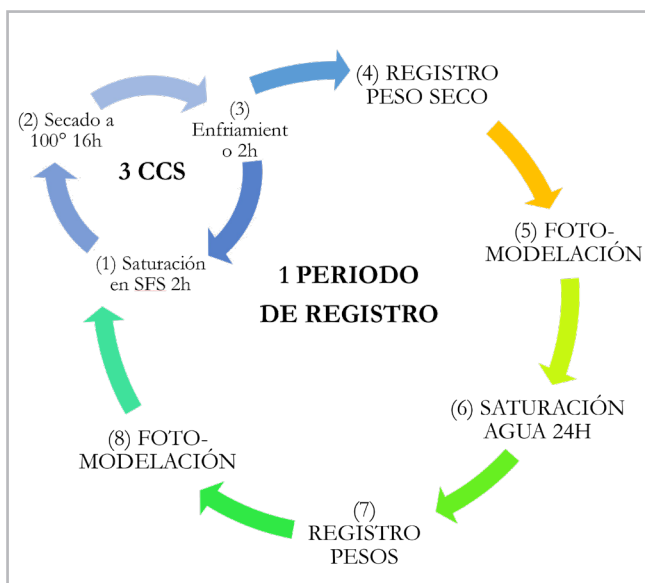 (1) Saturación
en SFS 2h
(2) Secado a
100° 16h
(3)
Enfriamient
o 2h
3 CCS
(4) REGISTRO
PESO SECO
(5) FOTO-
MODELACIÓN
(6) SATURACIÓN
AGUA 24H
(7)
REGISTRO
PESOS
(8) FOTO-
MODELACIÓN
1 PERIODO
DE REGISTRO